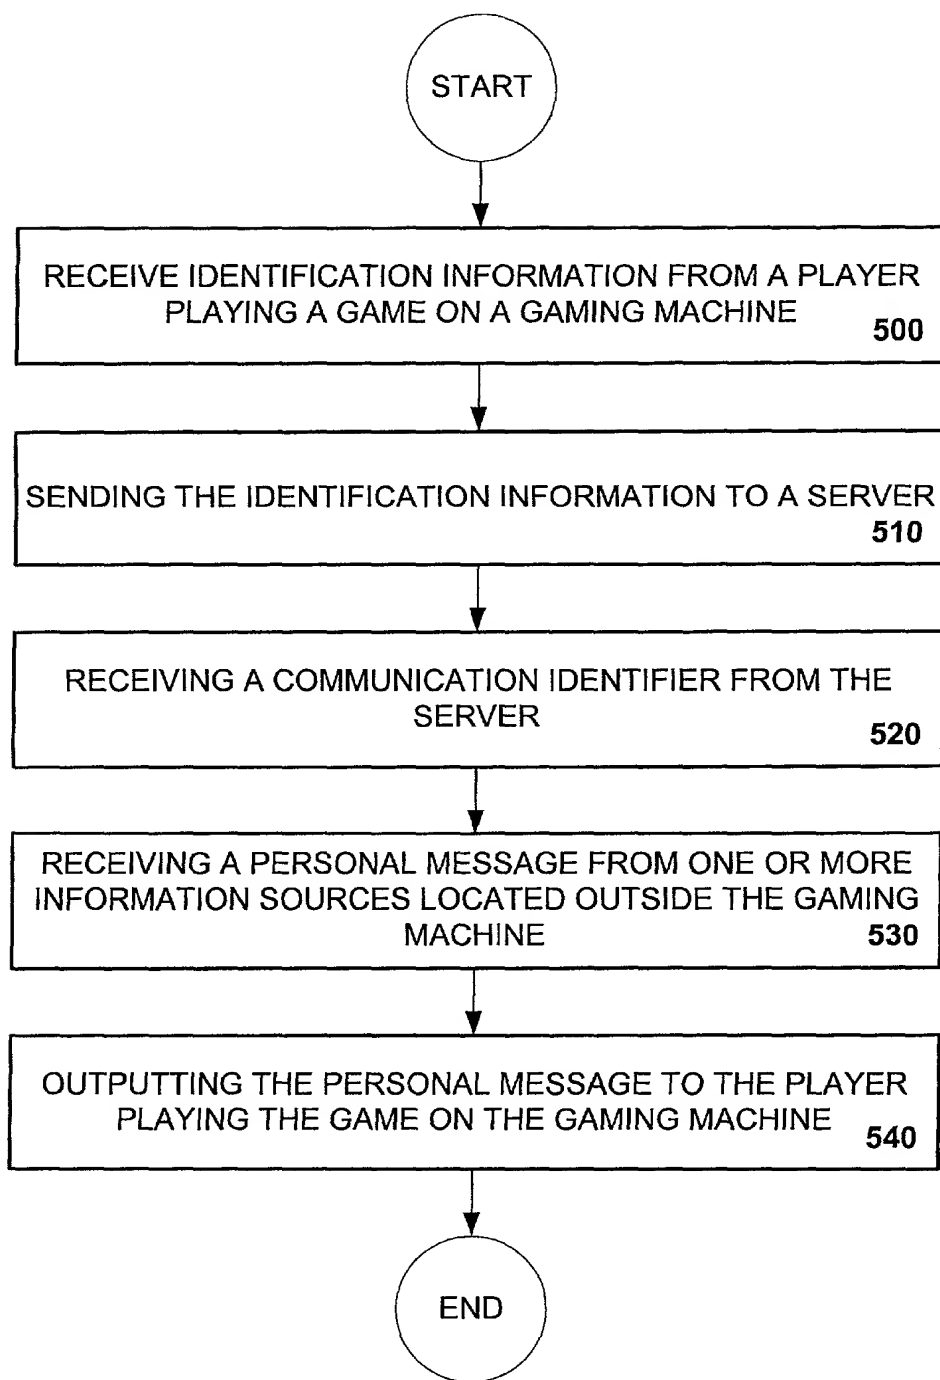 START
RECEIVE IDENTIFICATION INFORMATION FROM A PLAYER
PLAYING A GAME ON A GAMING MACHINE
500
SENDING THE IDENTIFICATION INFORMATION TO A SERVER
510
RECEIVING A COMMUNICATION IDENTIFIER FROM THE
SERVER
520
RECEIVING A PERSONAL MESSAGE FROM ONE OR MORE
INFORMATION SOURCES LOCATED OUTSIDE THE GAMING
MACHINE
530
OUTPUTTING THE PERSONAL MESSAGE TO THE PLAYER
PLAYING THE GAME ON THE GAMING MACHINE
540
END